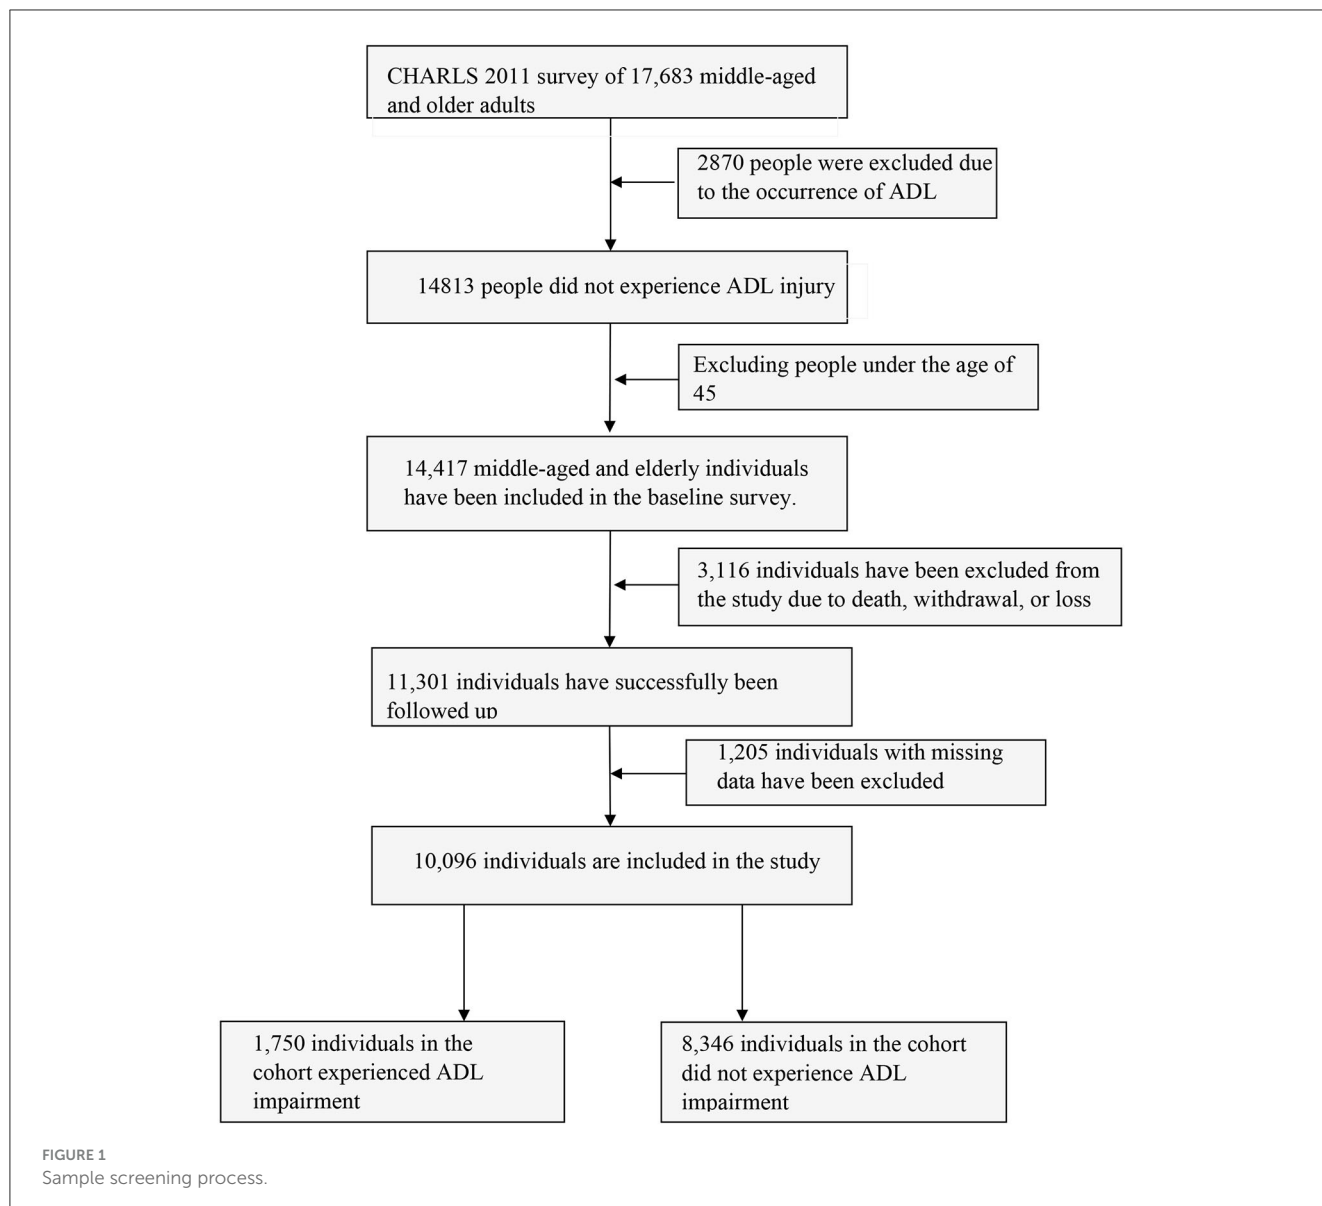 CHARLS 2011 survey of 17,683 middle-aged
and older adults
2870 people were excluded due
to the occurrence of ADL
14813 people did not experience ADL injury
Excluding people under the age of
45
14,417 middle-aged and elderly individuals
have been included in the baseline survey.
3,116 individuals have been excluded from
the study due to death, withdrawal, or loss
11,301 individuals have successfully been
followed up
1,205 individuals with missing
data have been excluded
10,096 individuals are included in the study
1,750 individuals in the
cohort experienced ADL
impairment
8,346 individuals in the cohort
did not experience ADL
impairment
FIGURE 1
Sample screening process.